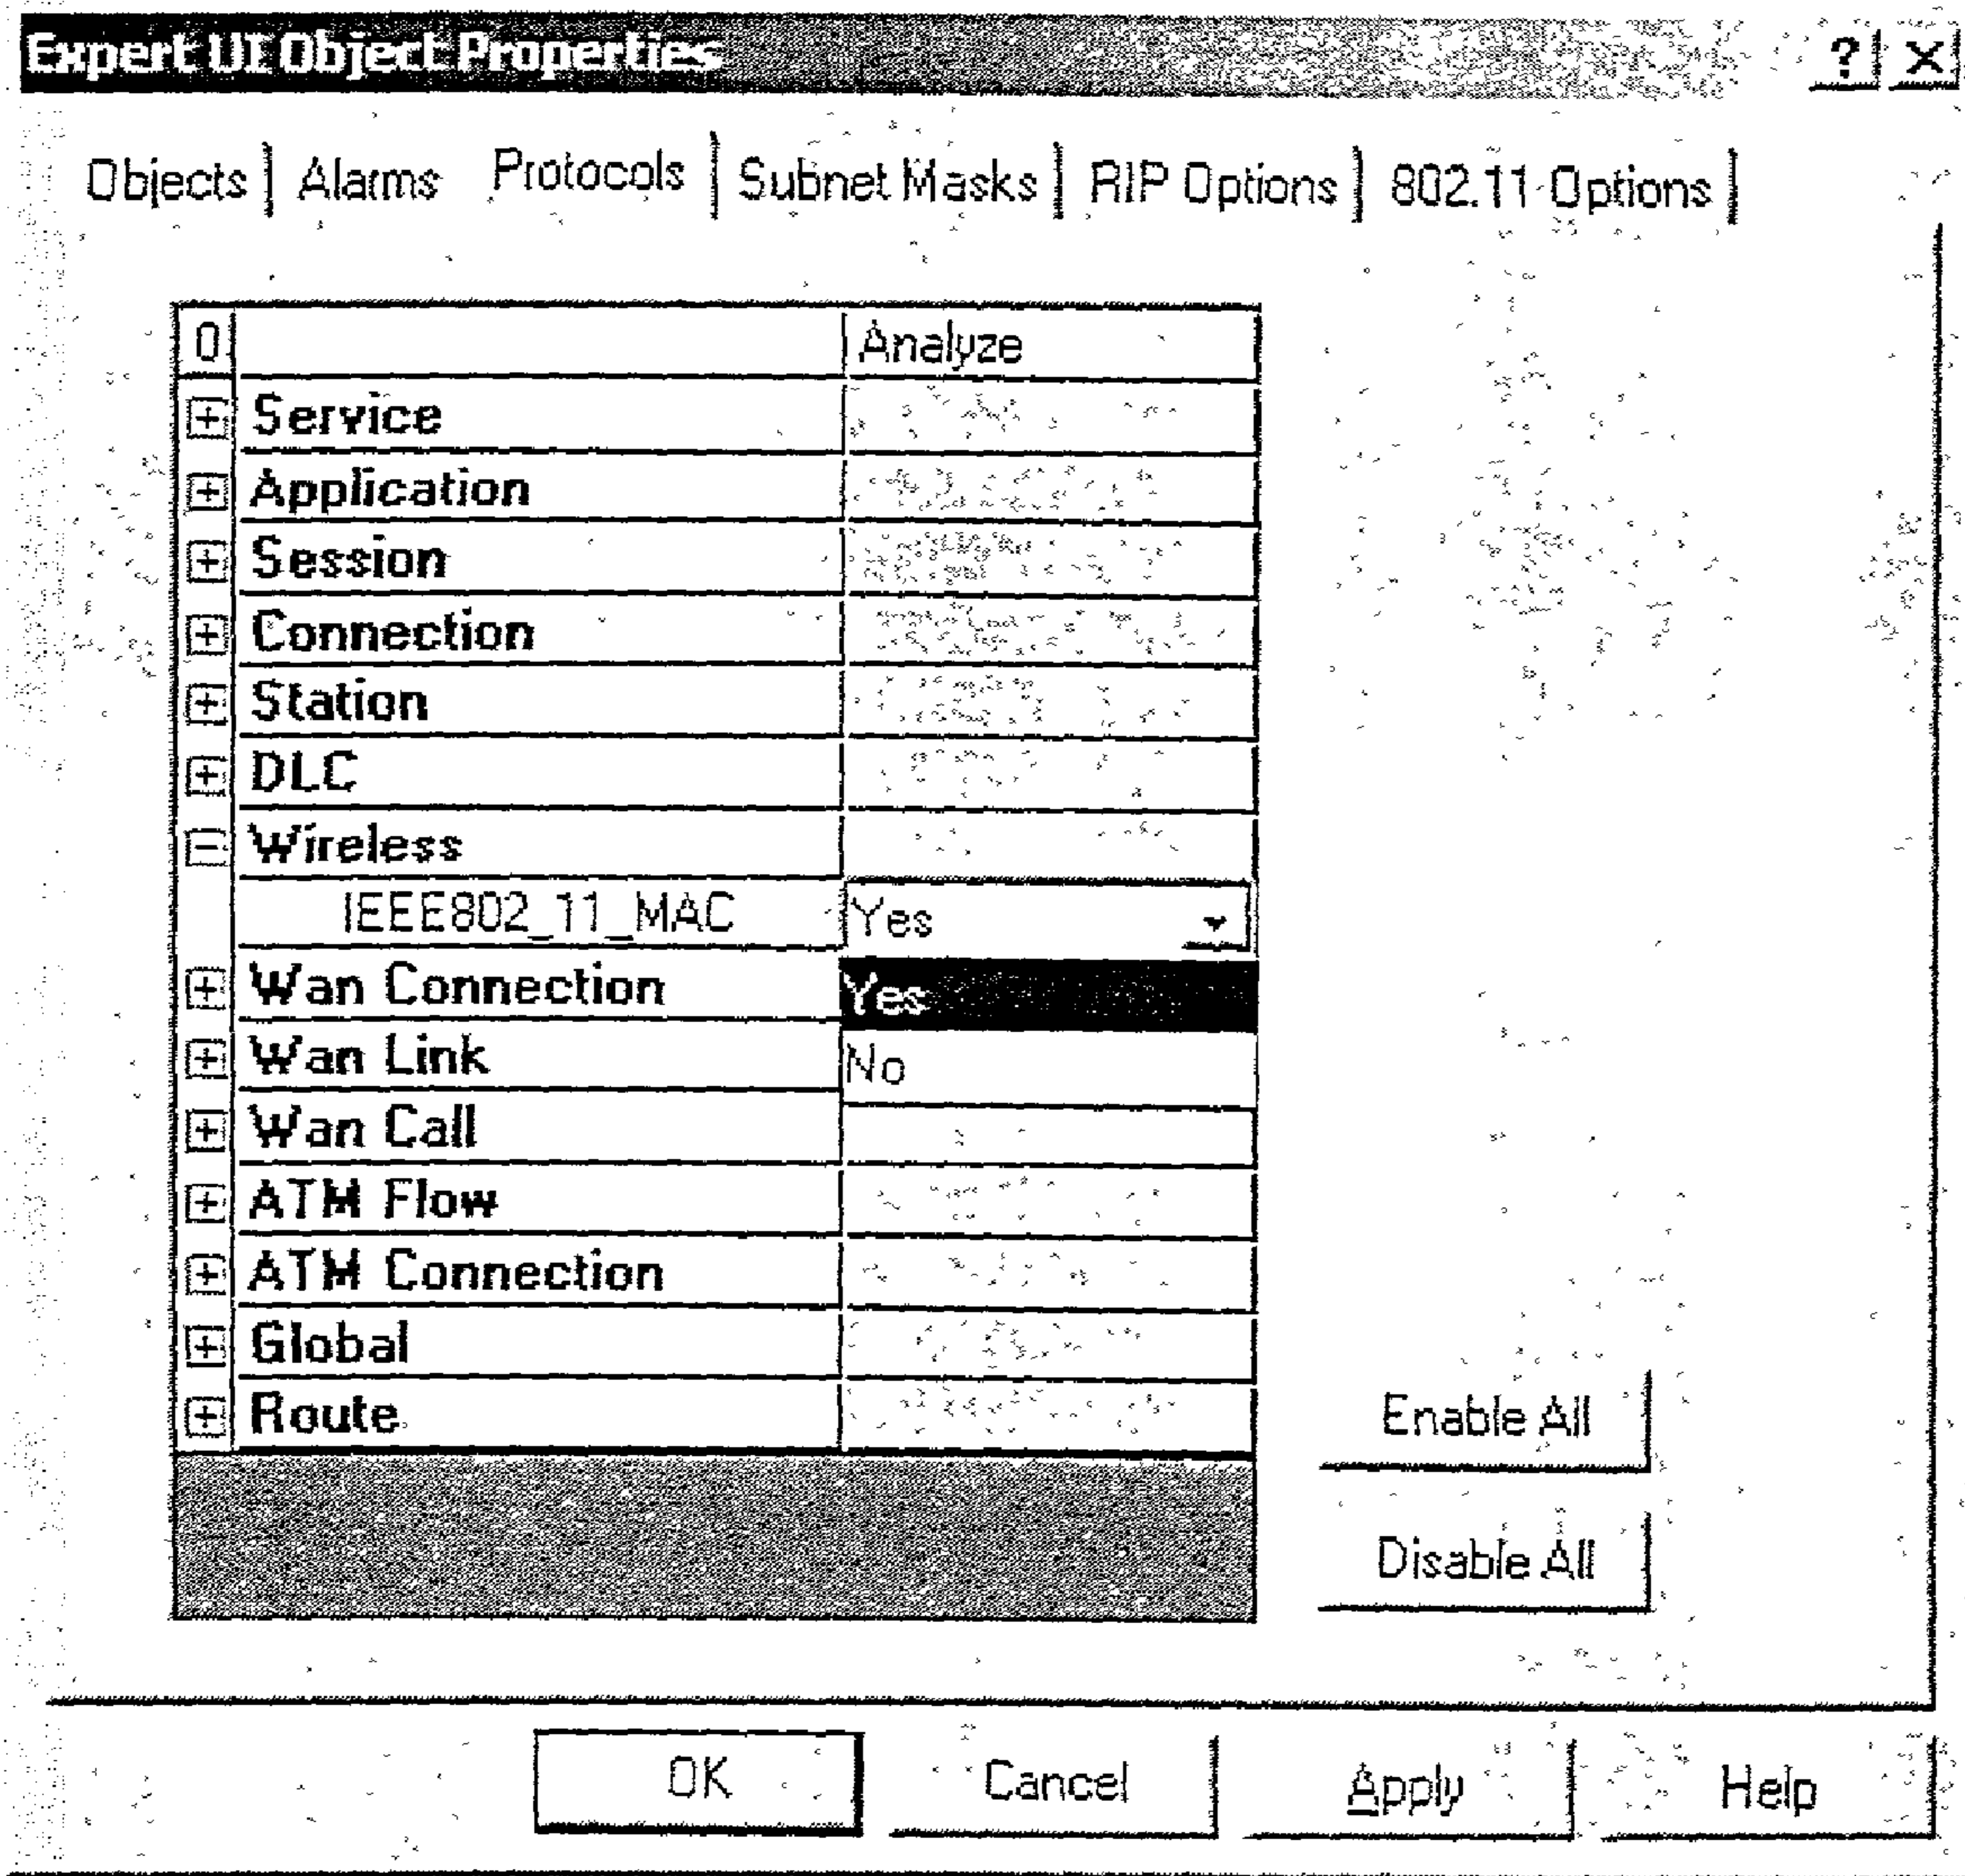 Expert UI Object Properties ? X
Objects Alarms Protocols Subnet Masks RIP Options 802.11 Options
0 Analyze
Service
Application
Session
Connection
Station
DLC
Wireless
IEEE802_11_MAC Yes
Wan Connection Yes
Wan Link No
Wan Call
ATM Flow
ATM Connection
Global
Route
Enable All
Disable All
OK Cancel Apply Help